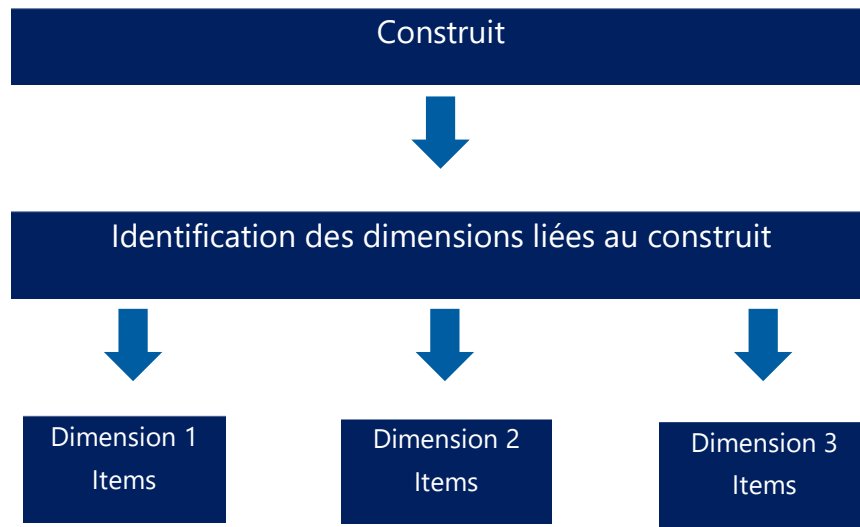 Construit
Identification des dimensions liées au construit
Dimension 1
Items
Dimension 2
Items
Dimension 3
Items